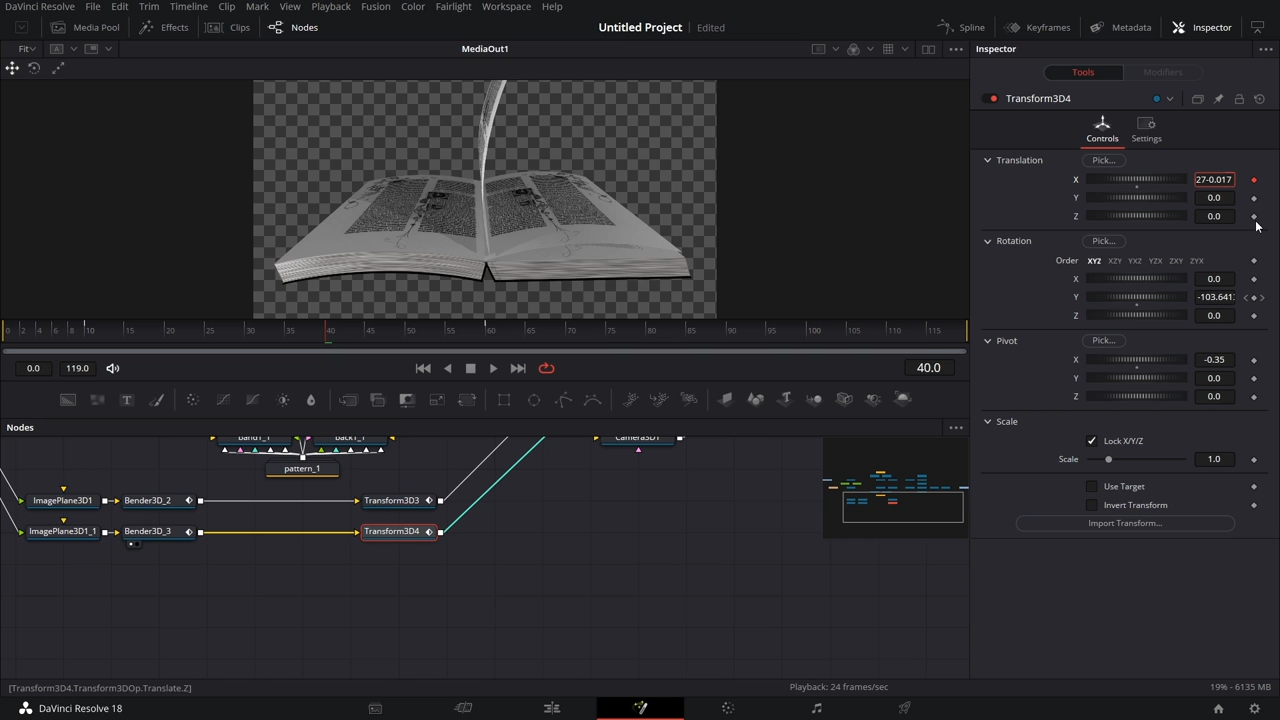 DaVinci Resolve File Edit Trim Timeline Clip Mark View Playback Fusion Color Fairlight Workspace Help
Media Pool Effects Clips Nodes Untitled Project Edited Spline Keyframes Metadata Inspector
Fit MediaOut1 Inspector
Tools Modifiers
Transform3D4
Controls Settings
Translation Pick...
X 27-0.017
Y 0.0
Z 0.0
Rotation Pick...
Order XYZ XZY YXZ YZX ZXY ZYX
X 0.0
Y -103.641
Z 0.0
0 2 4 6 8 10 15 20 25 30 35 40 45 50 55 60 65 70 75 80 85 90 95 100 105 110 115
Pivot Pick...
X -0.35
Y 0.0
Z 0.0
0.0 119.0 40.0
Scale
Lock X/Y/Z
Scale 1.0
Use Target
Invert Transform
Import Transform...
Nodes
band1_1 back1_1 Camera3D1
pattern_1
ImagePlane3D1 Bender3D_2 Transform3D3
ImagePlane3D1_1 Bender3D_3 Transform3D4
[Transform3D4.Transform3DOp.Translate.Z] Playback: 24 frames/sec 19% - 6135 MB
DaVinci Resolve 18